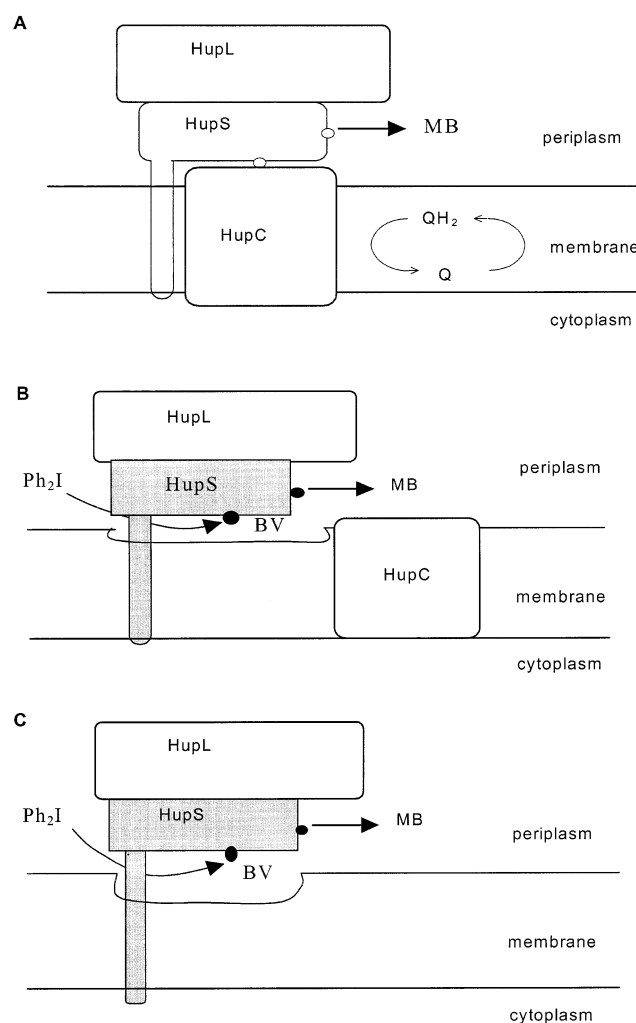 A
HupL
HupS
MB
periplasm
HupC
QH₂
membrane
Q
cytoplasm
B
HupL
periplasm
Ph₂I
HupS
MB
BV
HupC
membrane
cytoplasm
C
HupL
Ph₂I
HupS
MB
periplasm
BV
membrane
cytoplasm